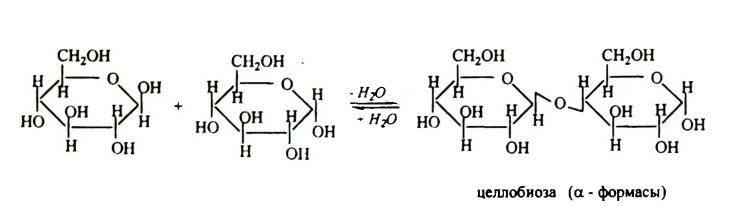 CH₂OH CH₂OH CH₂OH CH₂OH
H O OH H O H H O H O H
H H - H₂O H H
OH H + OH H + H₂O OH H O OH H
HO H HO OH HO H OH
H OH H OH H OH H OH
целлобиоза (α - формасы)